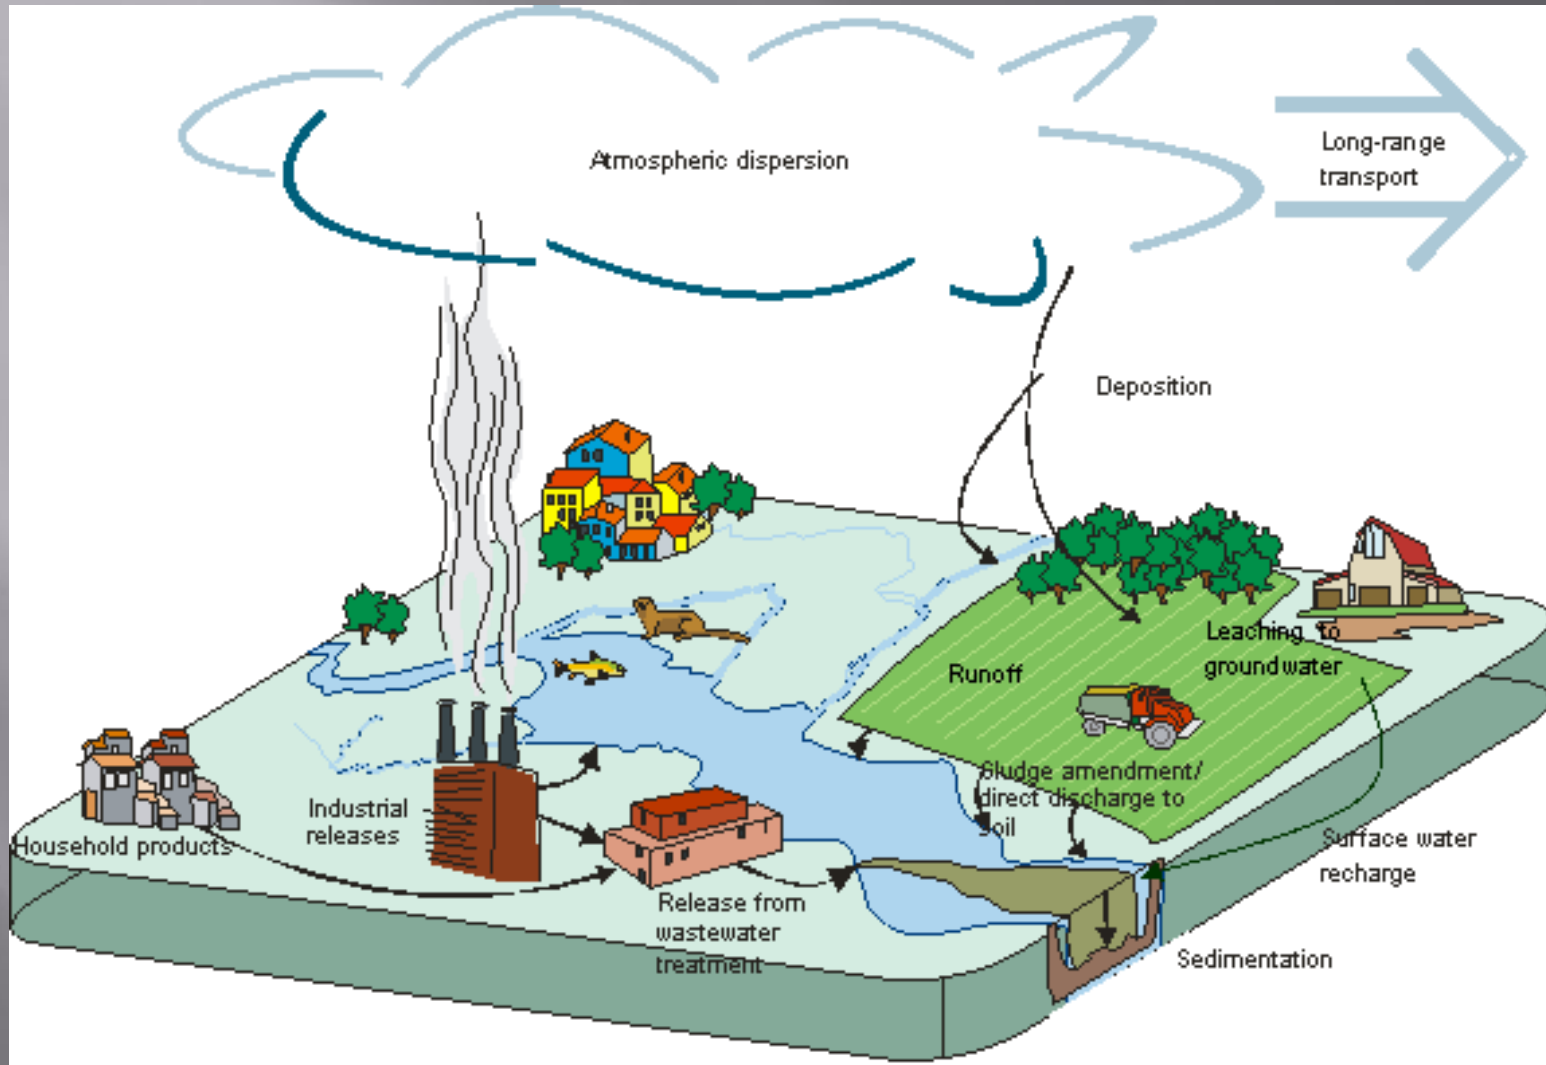 Atmospheric dispersion
Long-range
transport
Deposition
Leaching to
groundwater
Runoff
Sludge amendment/
direct discharge to
soil
Industrial
releases
Household products
Surface water
recharge
Release from
wastewater
treatment
Sedimentation